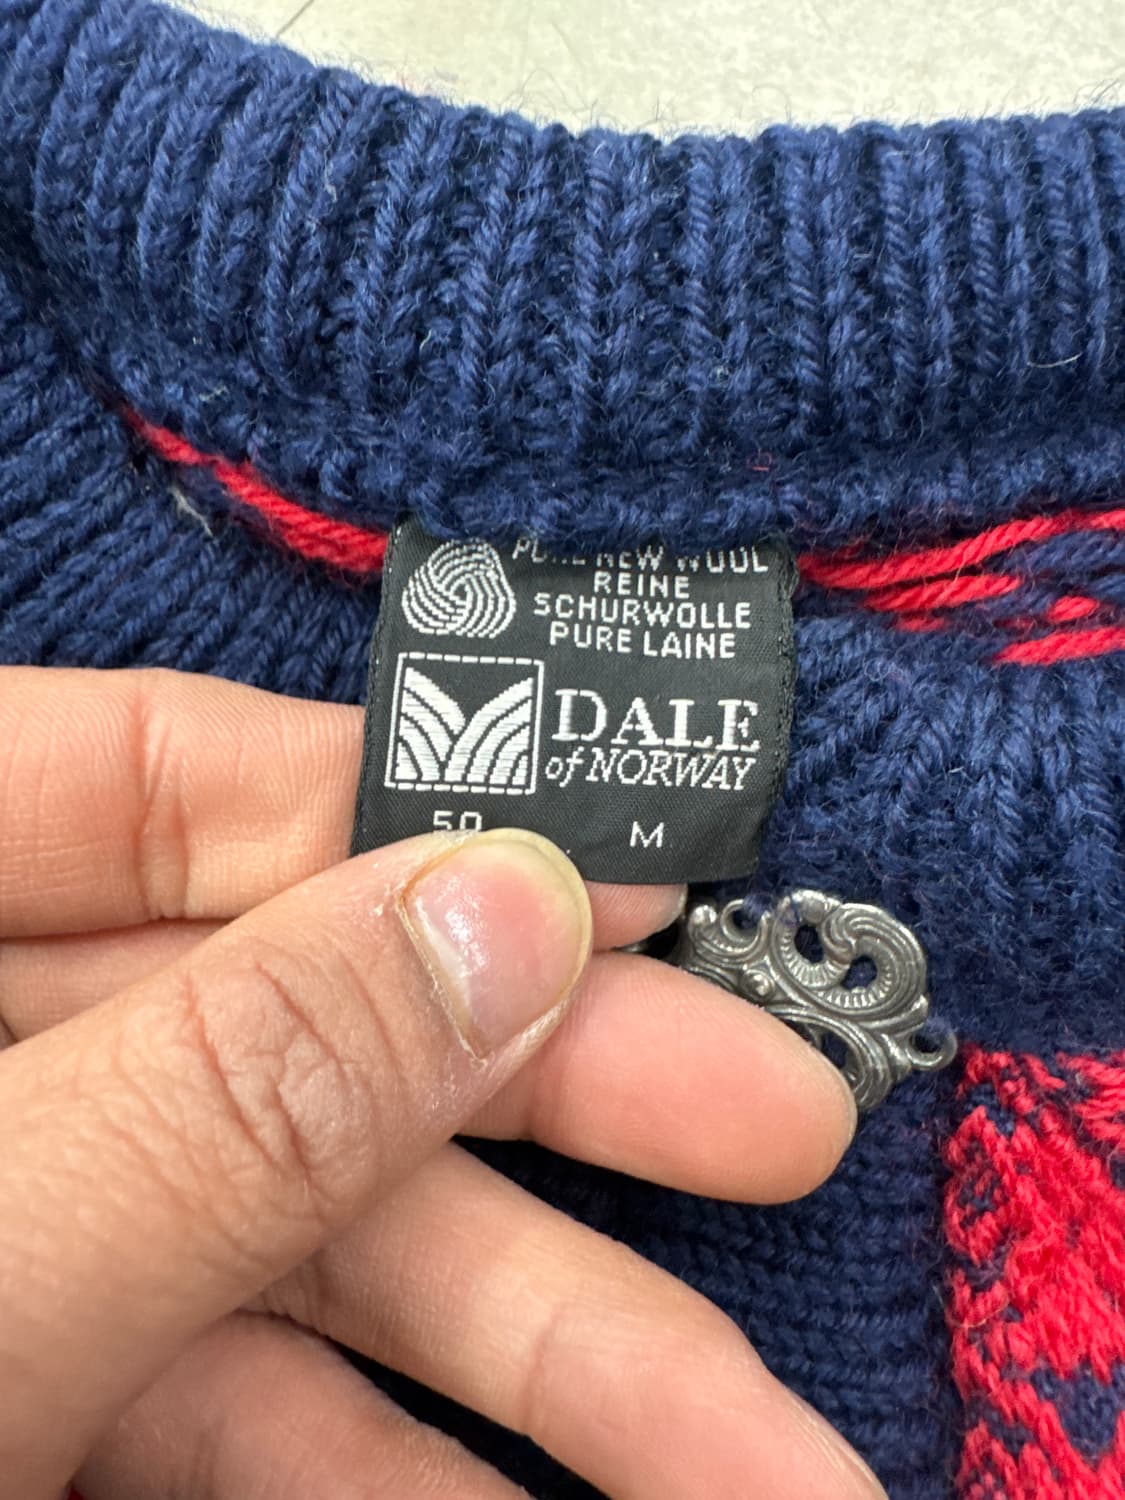 PURE NEW WOOL
REINE
SCHURWOLLE
PURE LAINE
DALE
of NORWAY
50 M